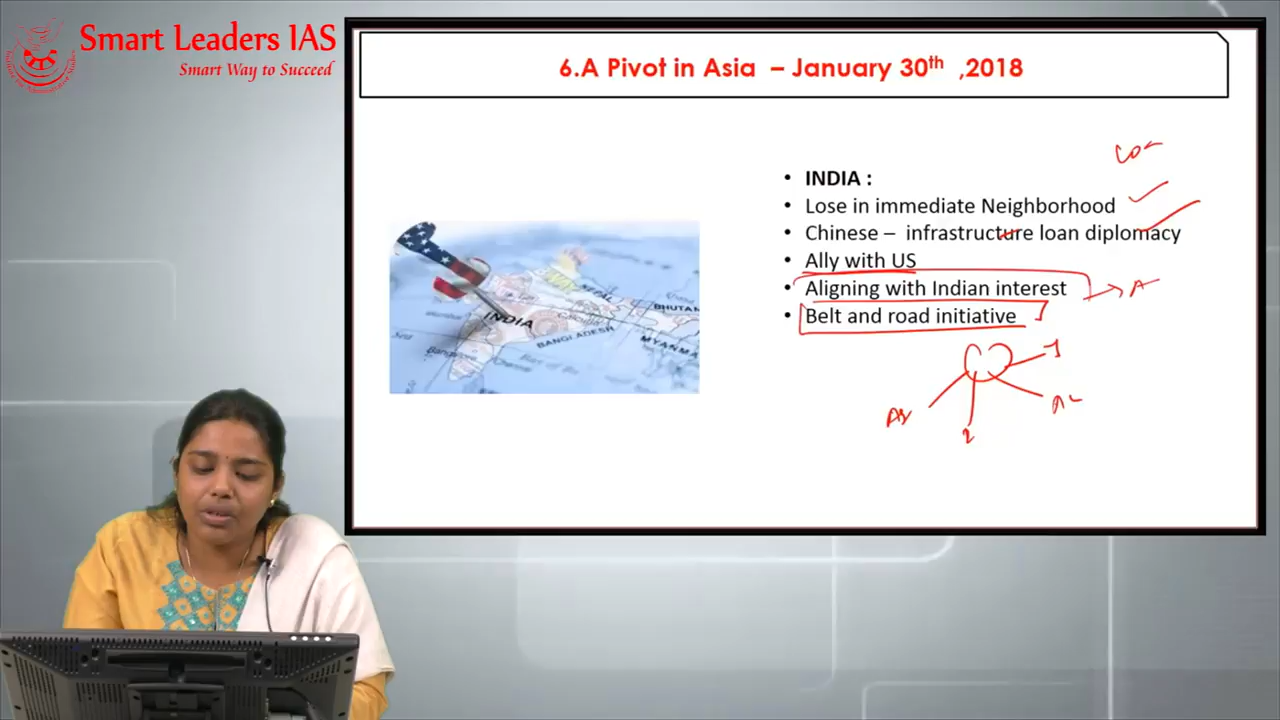 Smart Leaders IAS
Smart Way to Succeed
6.A Pivot in Asia – January 30th ,2018
• INDIA :
• Lose in immediate Neighborhood
• Chinese – infrastructure loan diplomacy
• Ally with US
• Aligning with Indian interest
• Belt and road initiative
NEPAL
BHUTAN
INDIA
BANGLADESH
MYANMA